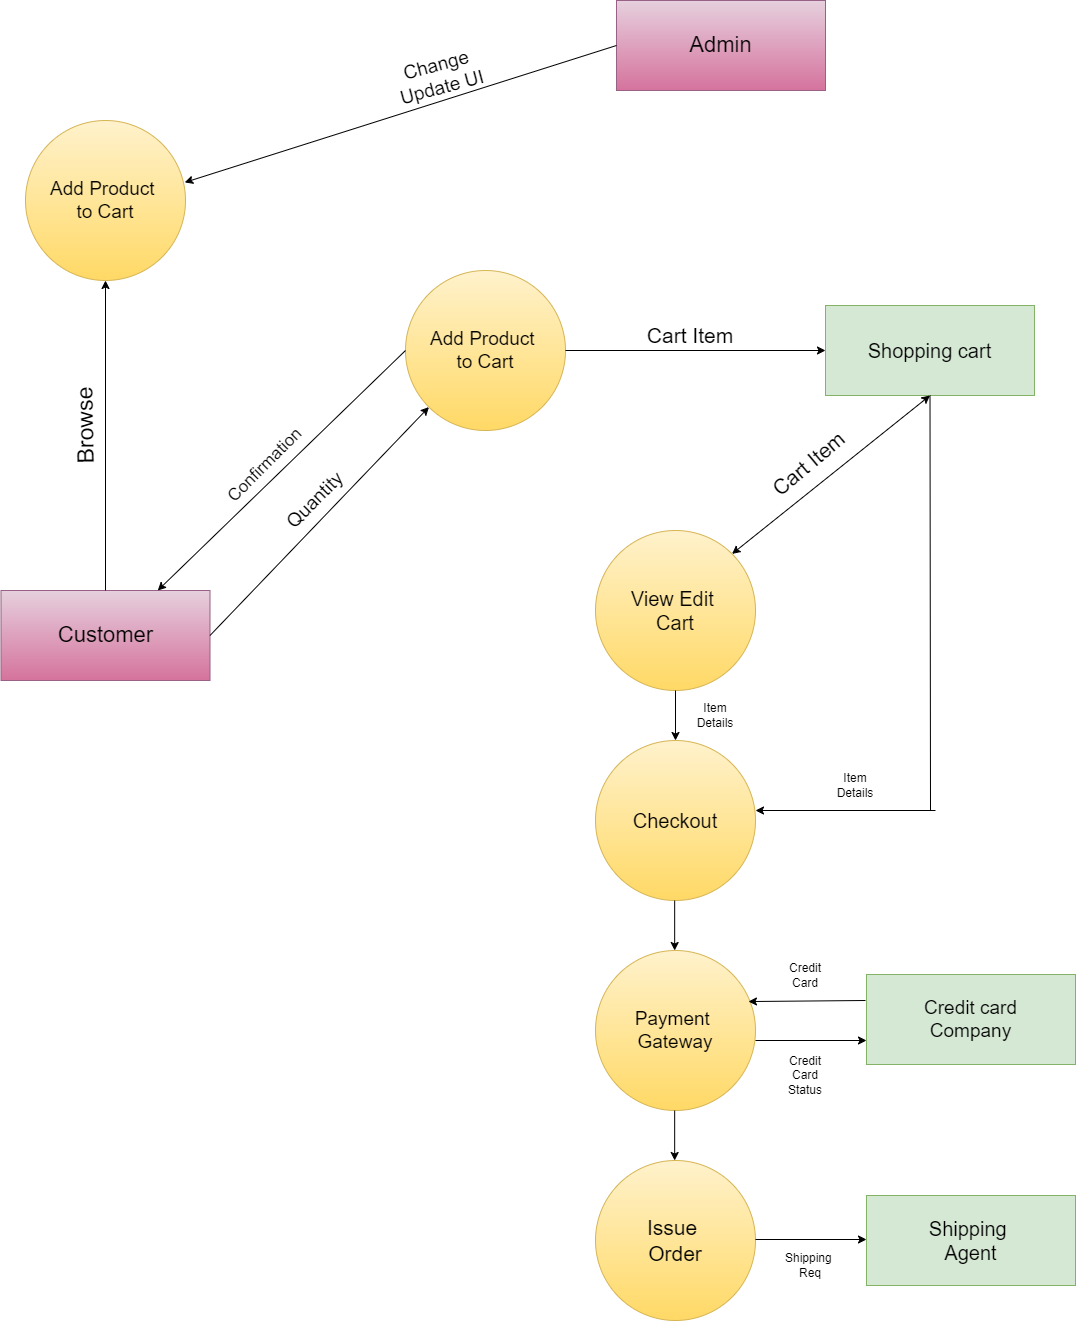 Admin
Change
Update UI
Add Product
to Cart
Add Product
to Cart
Cart Item
Shopping cart
Browse
Confirmation
Quantity
Cart Item
Customer
View Edit
Cart
Item
Details
Checkout
Item
Details
Credit
Card
Payment
Gateway
Credit card
Company
Credit
Card
Status
Issue
Order
Shipping
Agent
Shipping
Req